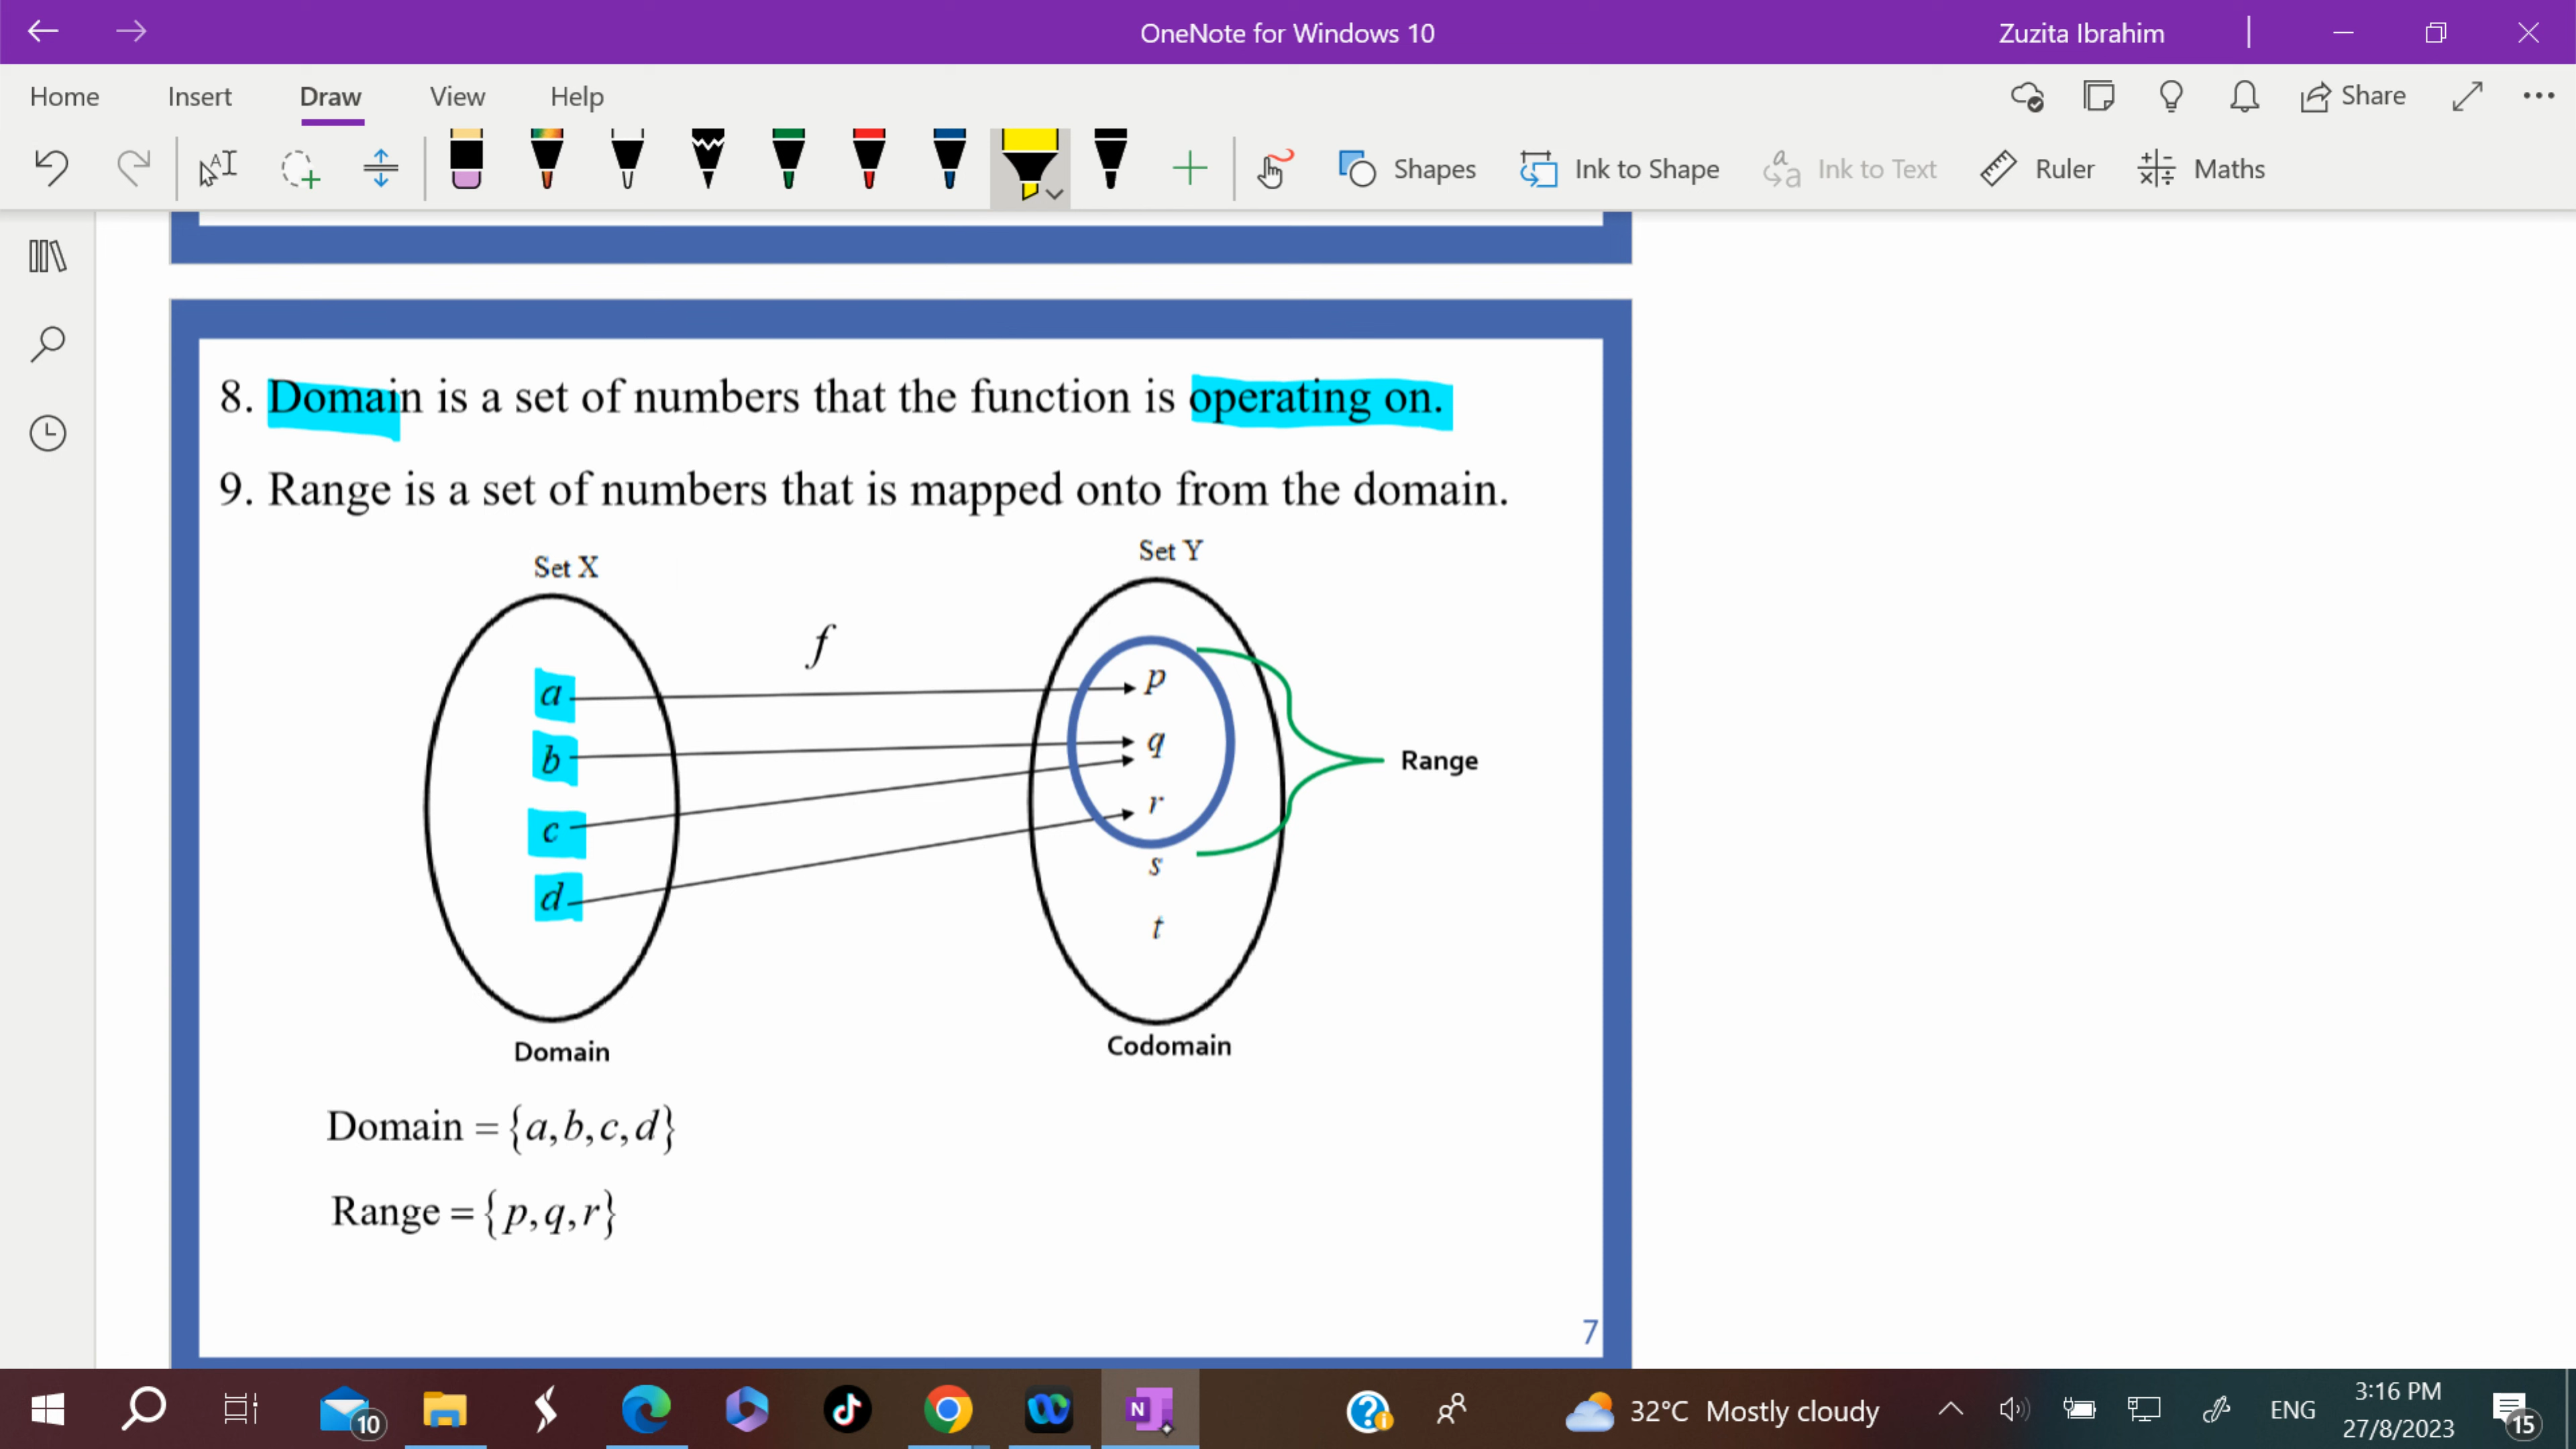 OneNote for Windows 10
Zuzita Ibrahim
Home Insert Draw View Help
Share
Shapes Ink to Shape Ink to Text Ruler Maths
8. Domain is a set of numbers that the function is operating on.
9. Range is a set of numbers that is mapped onto from the domain.
Set X
Set Y
f
a
b
c
d
p
q
r
s
t
Range
Domain
Codomain
Domain = {a, b, c, d}
Range = {p, q, r}
7
10
N
32°C Mostly cloudy
ENG
3:16 PM
27/8/2023
15